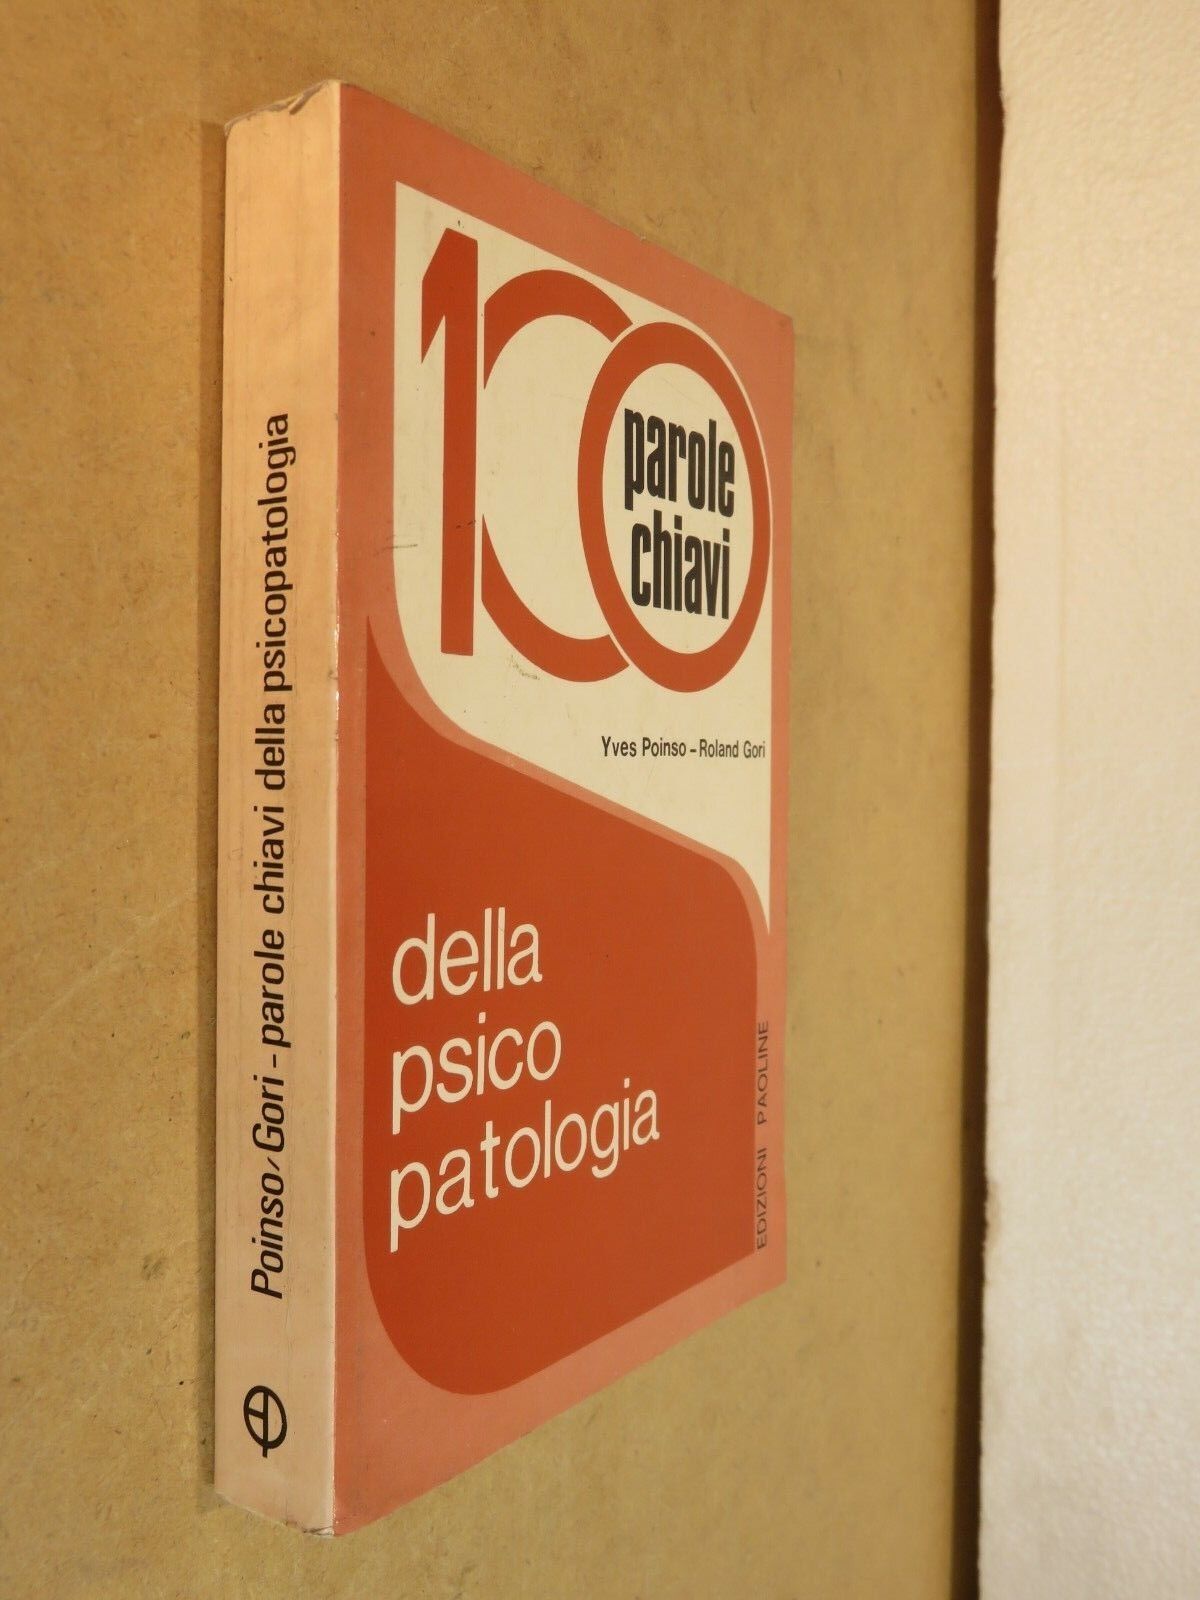 Poinso/Gori - parole chiavi della psicopatologia
100
parole
chiavi
Yves Poinso - Roland Gori
della
psico
patologia
EDIZIONI PAOLINE